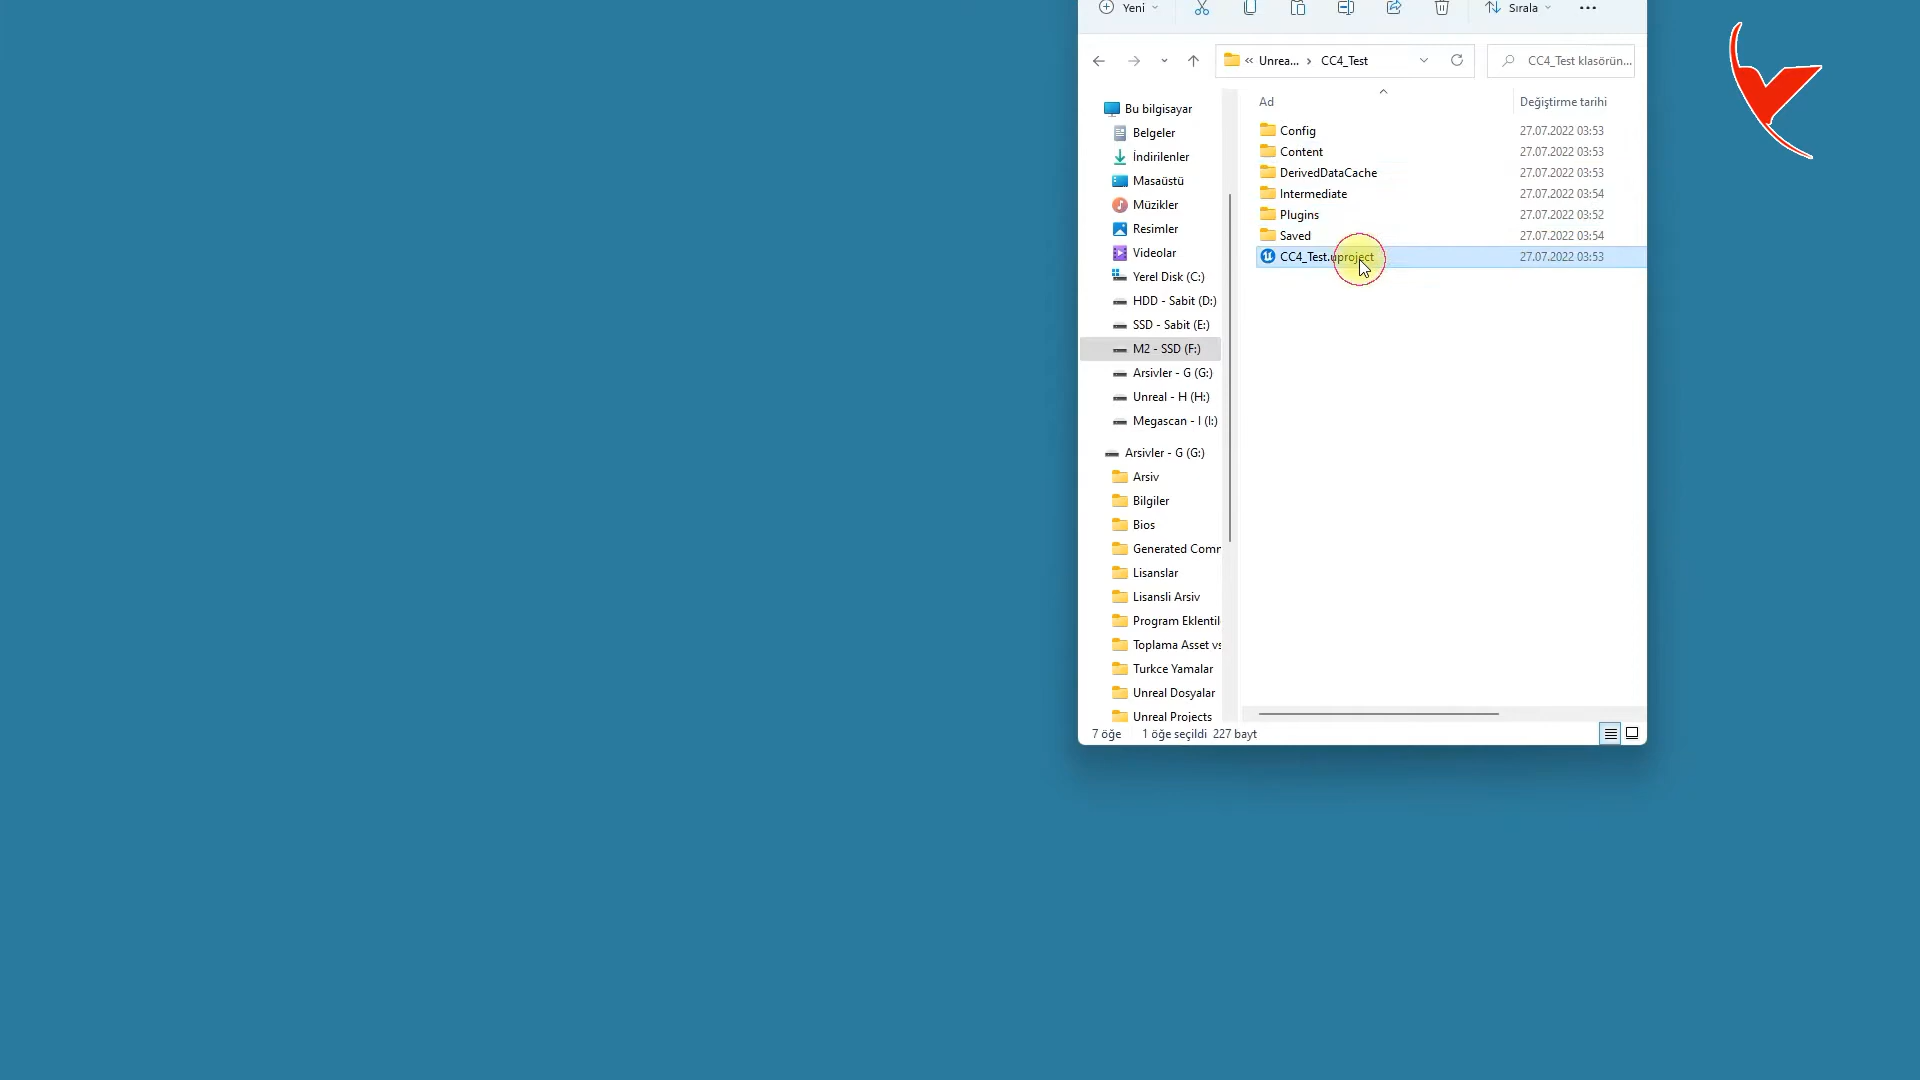 Yeni
Sırala
« Unrea... › CC4_Test
CC4_Test klasörün...
Ad
Değiştirme tarihi
Config 27.07.2022 03:53
Content 27.07.2022 03:53
DerivedDataCache 27.07.2022 03:53
Intermediate 27.07.2022 03:54
Plugins 27.07.2022 03:52
Saved 27.07.2022 03:54
CC4_Test.uproject 27.07.2022 03:53
Bu bilgisayar
Belgeler
İndirilenler
Masaüstü
Müzikler
Resimler
Videolar
Yerel Disk (C:)
HDD - Sabit (D:)
SSD - Sabit (E:)
M2 - SSD (F:)
Arsivler - G (G:)
Unreal - H (H:)
Megascan - I (I:)
Arsivler - G (G:)
Arsiv
Bilgiler
Bios
Generated Comm
Lisanslar
Lisansli Arsiv
Program Eklentil
Toplama Asset vs
Turkce Yamalar
Unreal Dosyalar
Unreal Projects
7 öğe 1 öğe seçildi 227 bayt